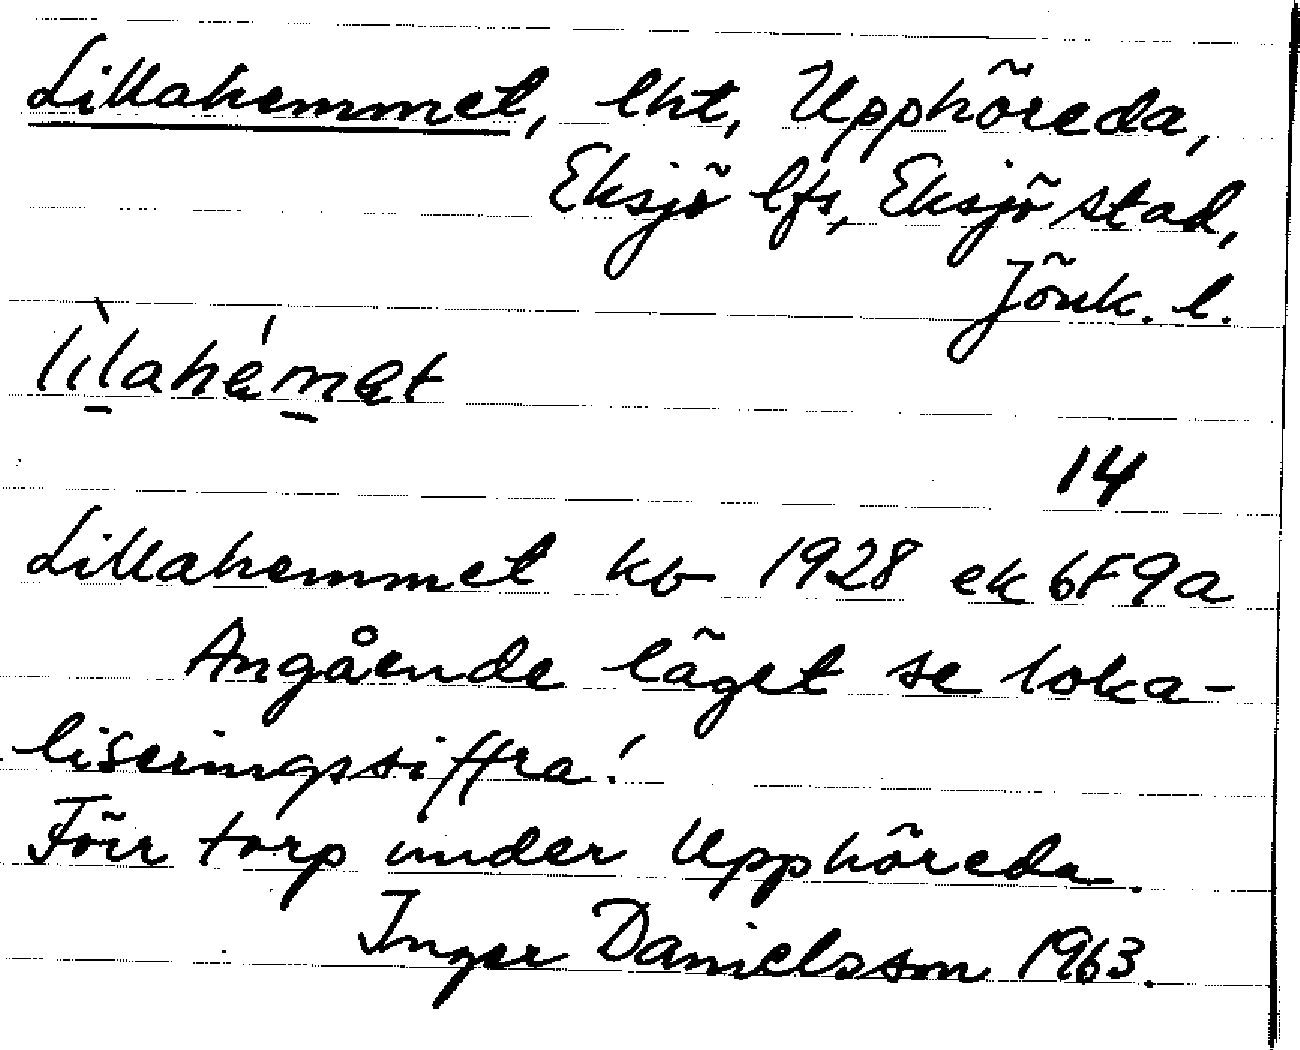 Lillahemmet, lht, Upphöreda,
Eksjö lfs, Eksjö stad,
Jönk. l.
lìlahémət
14
Lillahemmet kb 1928 ek 6F9a
Angående läget se loka-
liseringssiffra!
Förr torp under Upphöreda.
Inger Danielsson 1963.